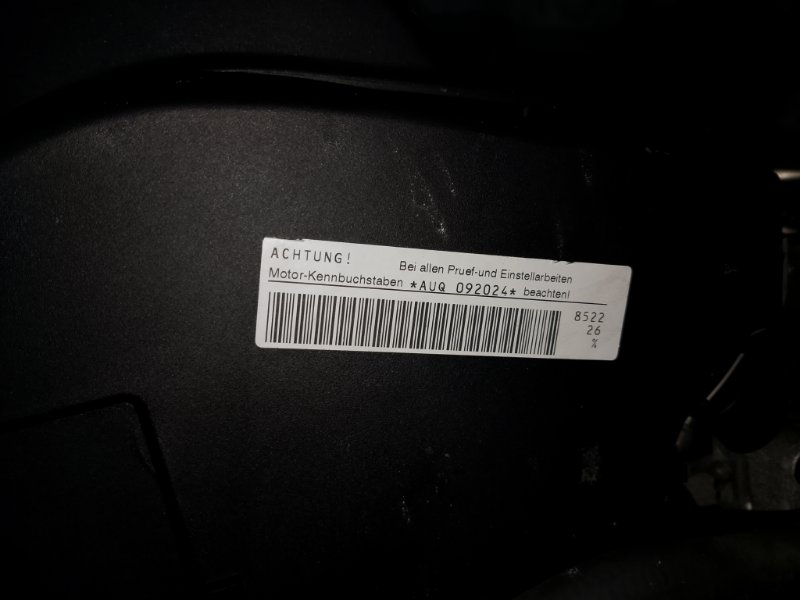 ACHTUNG! Bei allen Pruef-und Einstellarbeiten
Motor-Kennbuchstaben *AUQ 092024* beachten!
8522
26
%